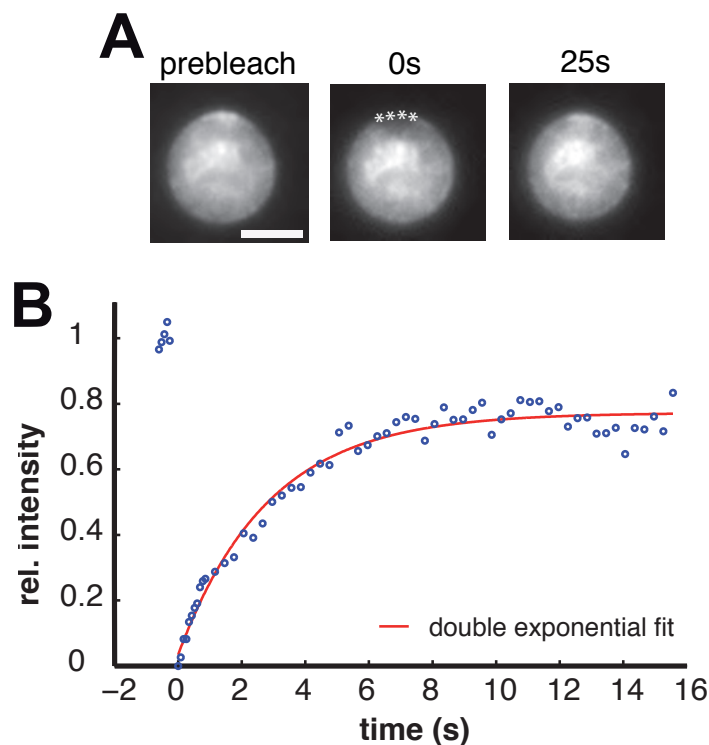 A
prebleach 0s 25s
****
B
1
0.8
0.6
0.4
0.2
0
rel. intensity
double exponential fit
−2 0 2 4 6 8 10 12 14 16
time (s)